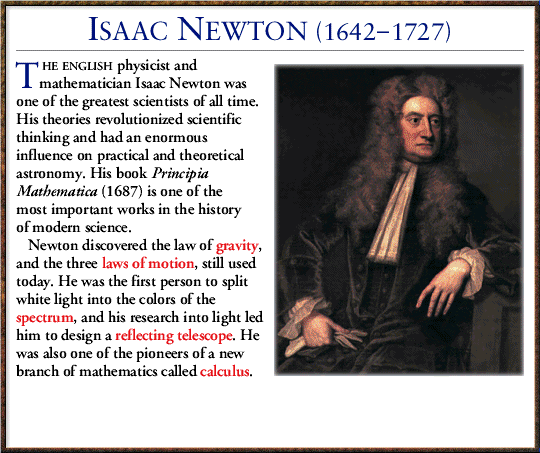 ISAAC NEWTON (1642–1727)
THE ENGLISH physicist and
mathematician Isaac Newton was
one of the greatest scientists of all time.
His theories revolutionized scientific
thinking and had an enormous
influence on practical and theoretical
astronomy. His book Principia
Mathematica (1687) is one of the
most important works in the history
of modern science.
Newton discovered the law of gravity,
and the three laws of motion, still used
today. He was the first person to split
white light into the colors of the
spectrum, and his research into light led
him to design a reflecting telescope. He
was also one of the pioneers of a new
branch of mathematics called calculus.